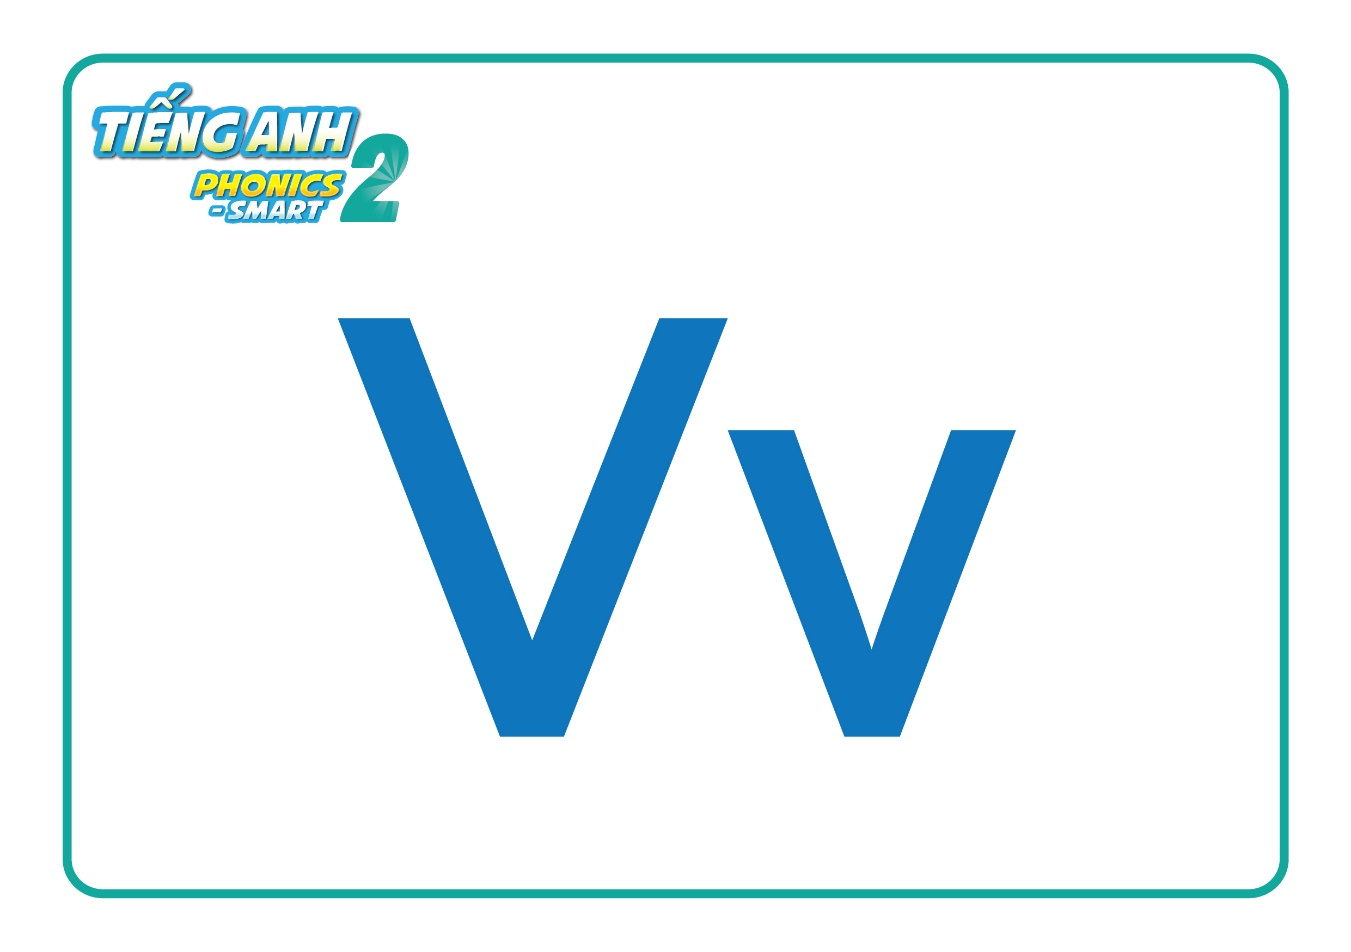 TIẾNG ANH
PHONICS
-SMART 2
Vv